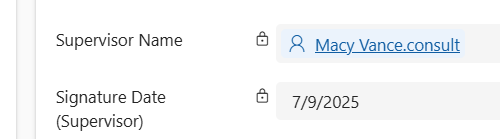 Supervisor Name
Macy Vance.consult
Signature Date
(Supervisor)
7/9/2025